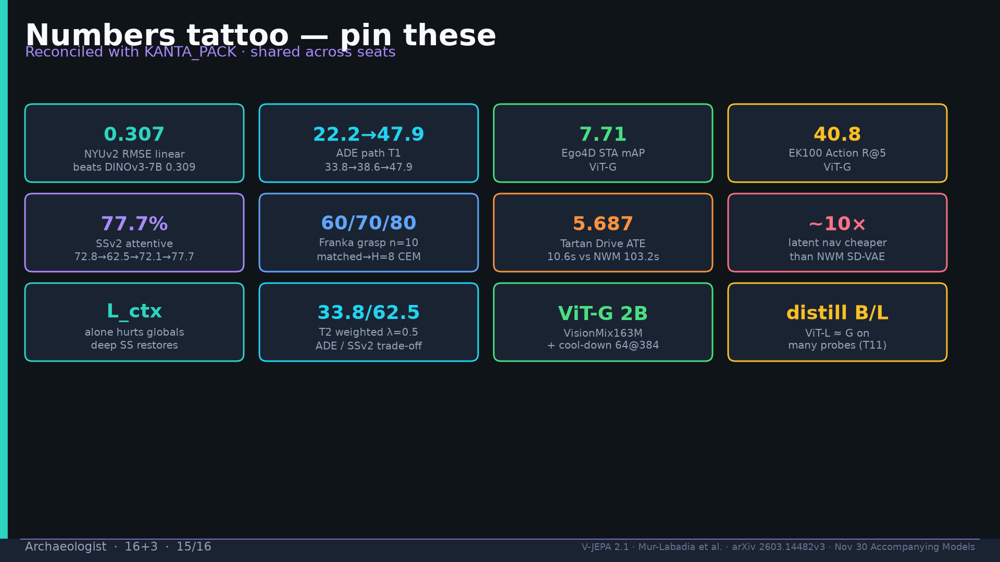 Numbers tattoo — pin these
Reconciled with KANTA_PACK · shared across seats
0.307
NYUv2 RMSE linear
beats DINOv3-7B 0.309
22.2→47.9
ADE path T1
33.8→38.6→47.9
7.71
Ego4D STA mAP
ViT-G
40.8
EK100 Action R@5
ViT-G
77.7%
SSv2 attentive
72.8→62.5→72.1→77.7
60/70/80
Franka grasp n=10
matched→H=8 CEM
5.687
Tartan Drive ATE
10.6s vs NWM 103.2s
~10×
latent nav cheaper
than NWM SD-VAE
L_ctx
alone hurts globals
deep SS restores
33.8/62.5
T2 weighted λ=0.5
ADE / SSv2 trade-off
ViT-G 2B
VisionMix163M
+ cool-down 64@384
distill B/L
ViT-L ≈ G on
many probes (T11)
Archaeologist · 16+3 · 15/16
V-JEPA 2.1 · Mur-Labadia et al. · arXiv 2603.14482v3 · Nov 30 Accompanying Models